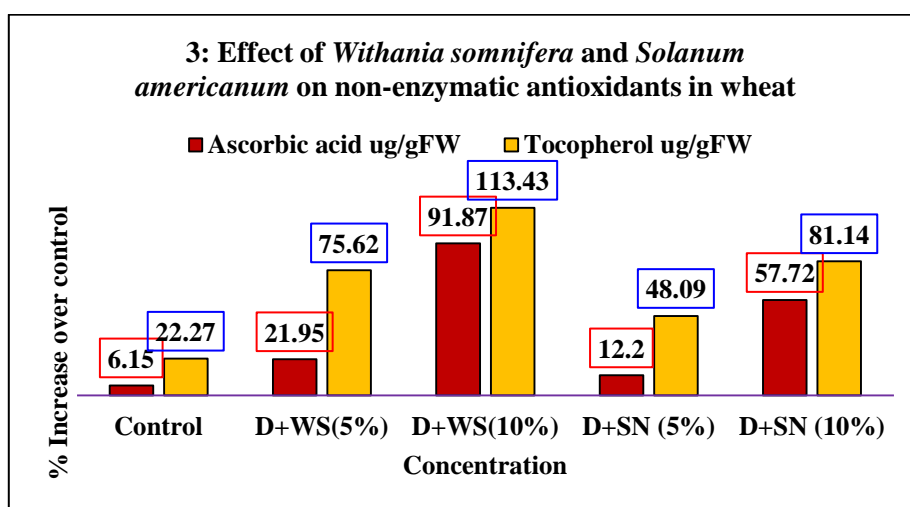 3: Effect of Withania somnifera and Solanum
americanum on non-enzymatic antioxidants in wheat
Ascorbic acid ug/gFW Tocopherol ug/gFW
% Increase over control
6.15
22.27
21.95
75.62
91.87
113.43
12.2
48.09
57.72
81.14
Control D+WS(5%) D+WS(10%) D+SN (5%) D+SN (10%)
Concentration